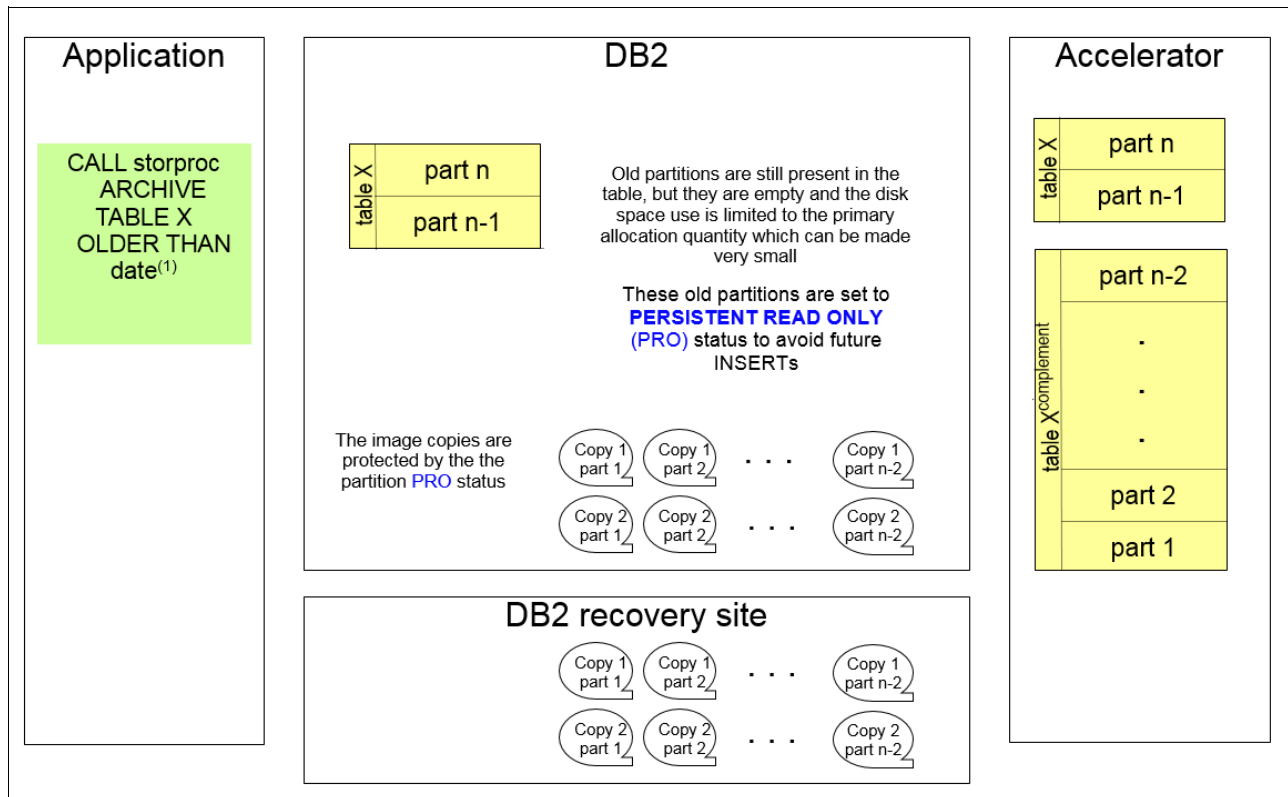 Application
CALL storproc
ARCHIVE
TABLE X
OLDER THAN
date(1)
DB2
table X
part n
part n-1
Old partitions are still present in the
table, but they are empty and the disk
space use is limited to the primary
allocation quantity which can be made
very small
These old partitions are set to
PERSISTENT READ ONLY
(PRO) status to avoid future
INSERTs
The image copies are
protected by the the
partition PRO status
Copy 1
part 1
Copy 1
part 2
. . .
Copy 1
part n-2
Copy 2
part 1
Copy 2
part 2
Copy 2
part n-2
DB2 recovery site
Copy 1
part 1
Copy 1
part 2
. . .
Copy 1
part n-2
Copy 2
part 1
Copy 2
part 2
. . .
Copy 2
part n-2
Accelerator
table X
part n
part n-1
table Xcomplement
part n-2
.
.
.
part 2
part 1